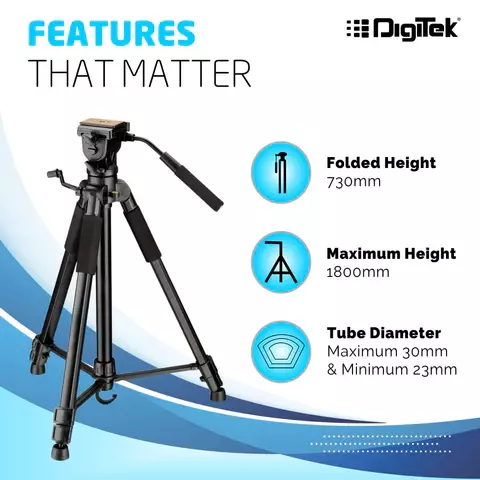 FEATURES
THAT MATTER
DIGITEK®
Folded Height
730mm
Maximum Height
1800mm
Tube Diameter
Maximum 30mm
& Minimum 23mm